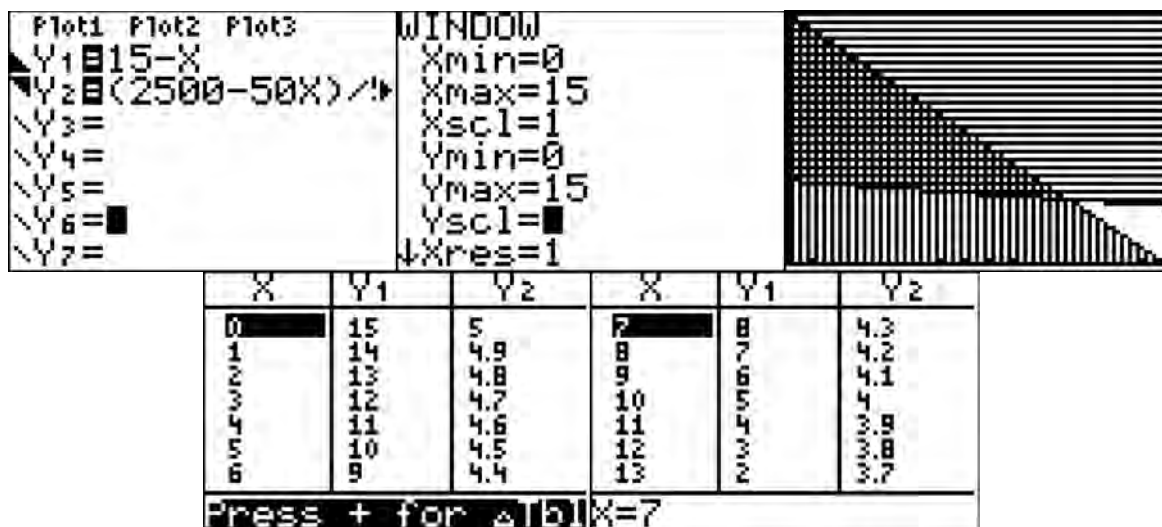 Plot1 Plot2 Plot3
\Y1=15-X
\Y2=(2500-50X)/
\Y3=
\Y4=
\Y5=
\Y6=
\Y7=
WINDOW
Xmin=0
Xmax=15
Xscl=1
Ymin=0
Ymax=15
Yscl=
↓Xres=1
X Y1 Y2
0 15 5
1 14 4.9
2 13 4.8
3 12 4.7
4 11 4.6
5 10 4.5
6 9 4.4
Press + for △Tbl
X Y1 Y2
7 8 4.3
8 7 4.2
9 6 4.1
10 5 4
11 4 3.9
12 3 3.8
13 2 3.7
X=7